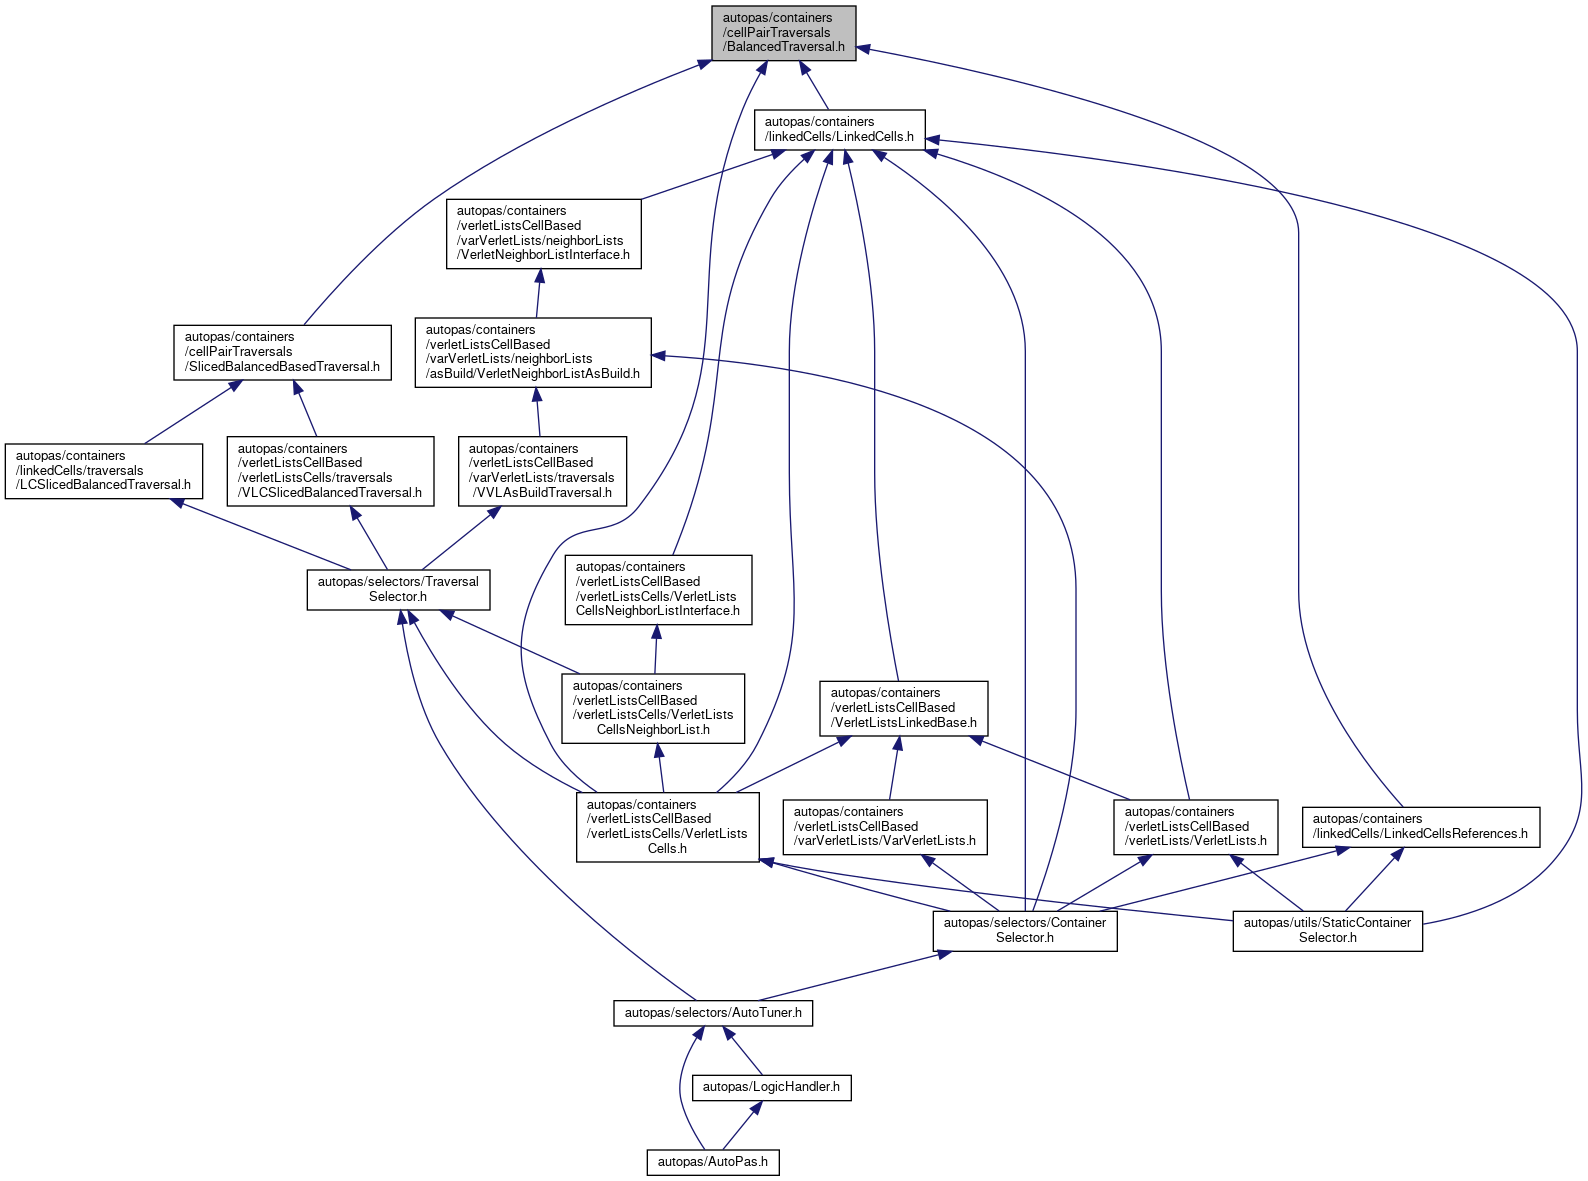 autopas/containers
/cellPairTraversals
/BalancedTraversal.h
autopas/containers
/linkedCells/LinkedCells.h
autopas/containers
/verletListsCellBased
/varVerletLists/neighborLists
/VerletNeighborListInterface.h
autopas/containers
/cellPairTraversals
/SlicedBalancedBasedTraversal.h
autopas/containers
/verletListsCellBased
/varVerletLists/neighborLists
/asBuild/VerletNeighborListAsBuild.h
autopas/containers
/linkedCells/traversals
/LCSlicedBalancedTraversal.h
autopas/containers
/verletListsCellBased
/verletListsCells/traversals
/VLCSlicedBalancedTraversal.h
autopas/containers
/verletListsCellBased
/varVerletLists/traversals
/VVLAsBuildTraversal.h
autopas/selectors/Traversal
Selector.h
autopas/containers
/verletListsCellBased
/verletListsCells/VerletLists
CellsNeighborListInterface.h
autopas/containers
/verletListsCellBased
/verletListsCells/VerletLists
CellsNeighborList.h
autopas/containers
/verletListsCellBased
/VerletListsLinkedBase.h
autopas/containers
/verletListsCellBased
/verletListsCells/VerletLists
Cells.h
autopas/containers
/verletListsCellBased
/varVerletLists/VarVerletLists.h
autopas/containers
/verletListsCellBased
/verletLists/VerletLists.h
autopas/containers
/linkedCells/LinkedCellsReferences.h
autopas/selectors/Container
Selector.h
autopas/utils/StaticContainer
Selector.h
autopas/selectors/AutoTuner.h
autopas/LogicHandler.h
autopas/AutoPas.h